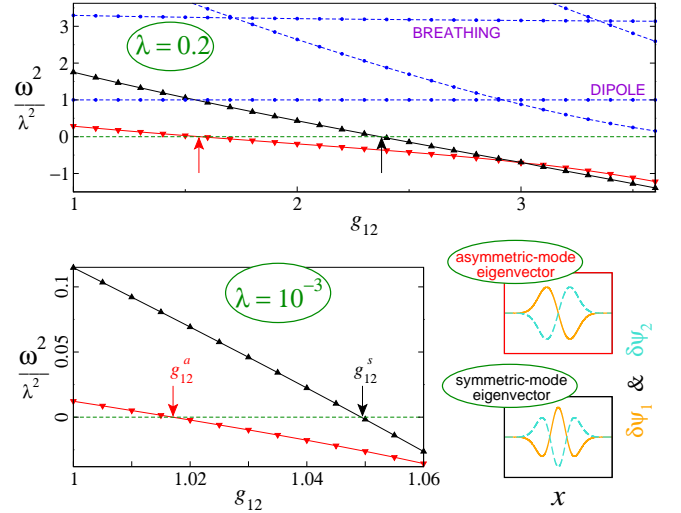 3
2
1
0
−1
ω²
λ²
λ = 0.2
BREATHING
DIPOLE
1
2
3
g₁₂
0.1
0.05
0
ω²
λ²
λ = 10⁻³
g₁₂ᵃ
g₁₂ˢ
1
1.02
1.04
1.06
g₁₂
asymmetric-mode
eigenvector
symmetric-mode
eigenvector
x
δψ₁ & δψ₂